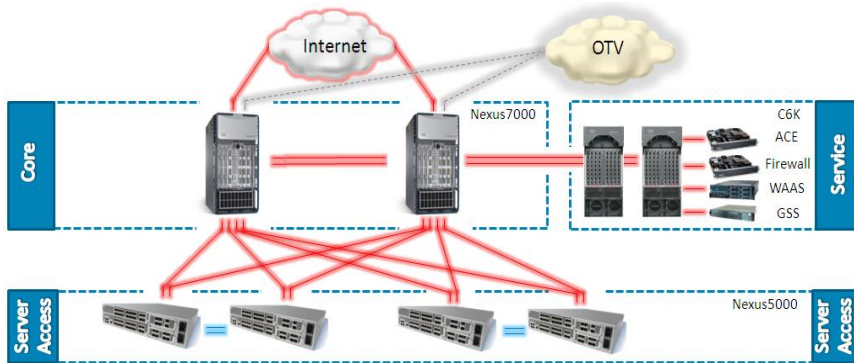 Internet
OTV
Core
Nexus7000
C6K
ACE
Firewall
WAAS
GSS
Service
Server
Access
Nexus5000
Server
Access